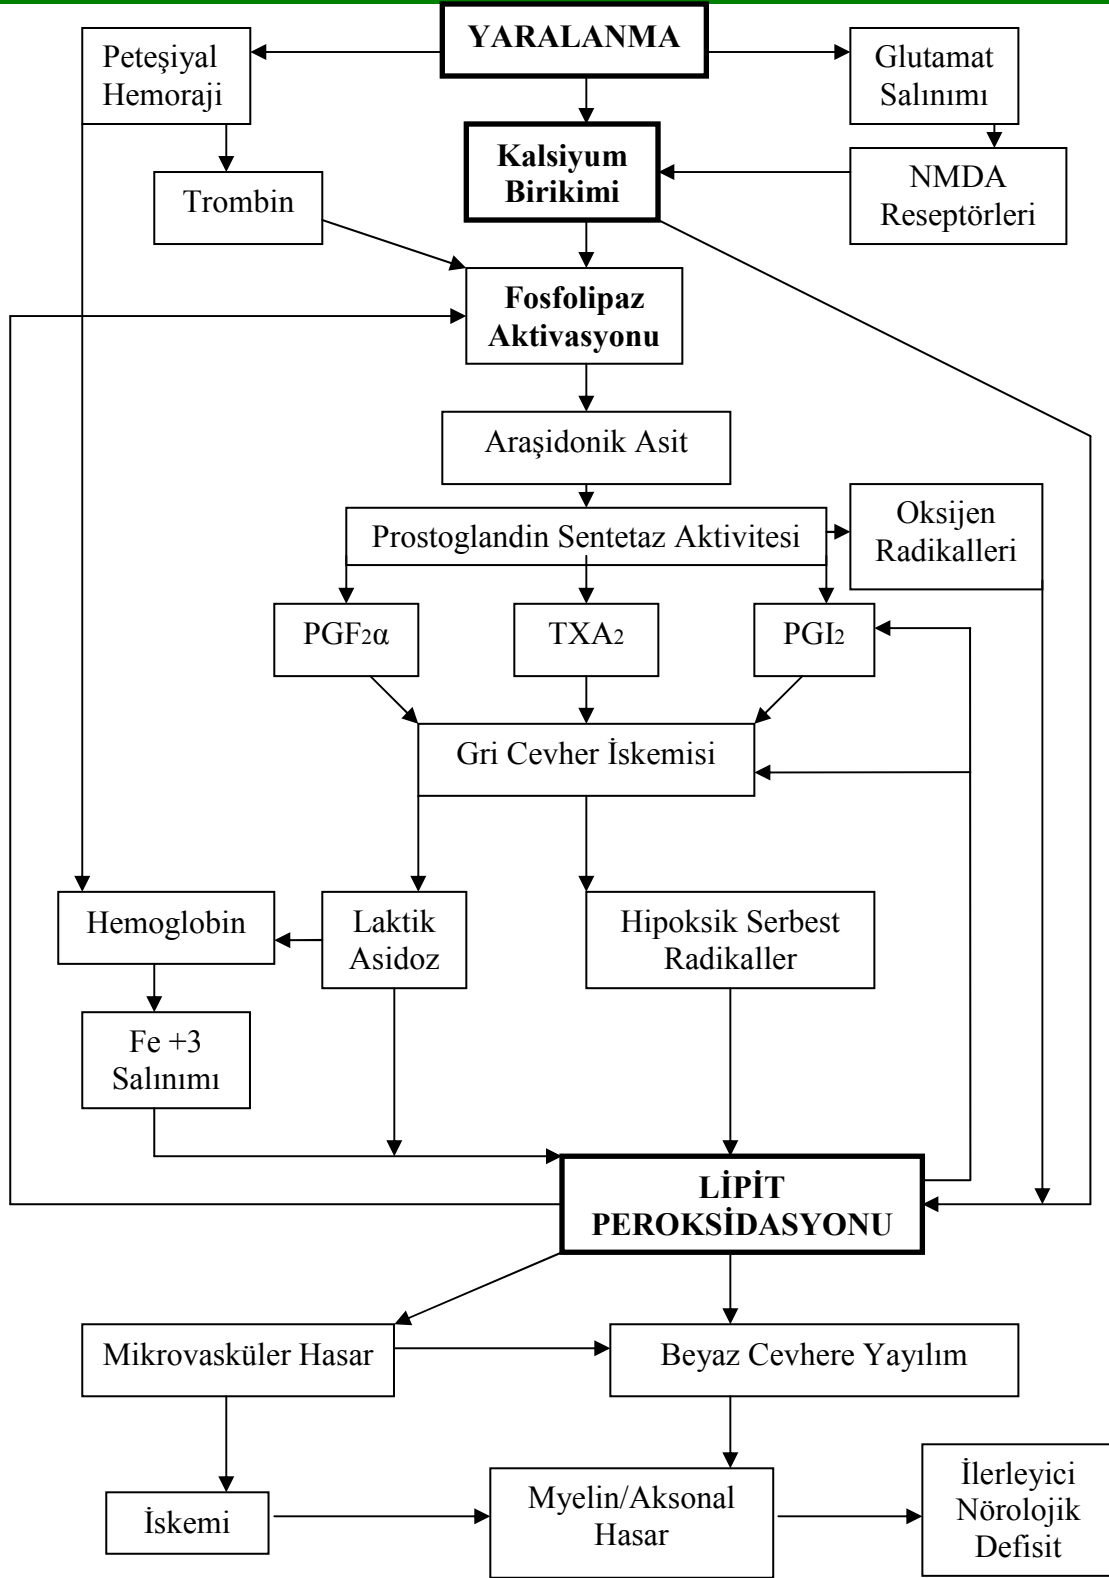 YARALANMA
Peteşiyal
Hemoraji
Glutamat
Salınımı
Kalsiyum
Birikimi
Trombin
NMDA
Reseptörleri
Fosfolipaz
Aktivasyonu
Araşidonik Asit
Prostoglandin Sentetaz Aktivitesi
Oksijen
Radikalleri
PGF2α
TXA2
PGI2
Gri Cevher İskemisi
Hemoglobin
Laktik
Asidoz
Hipoksik Serbest
Radikaller
Fe +3
Salınımı
LİPİT
PEROKSİDASYONU
Mikrovasküler Hasar
Beyaz Cevhere Yayılım
İskemi
Myelin/Aksonal
Hasar
İlerleyici
Nörolojik
Defisit